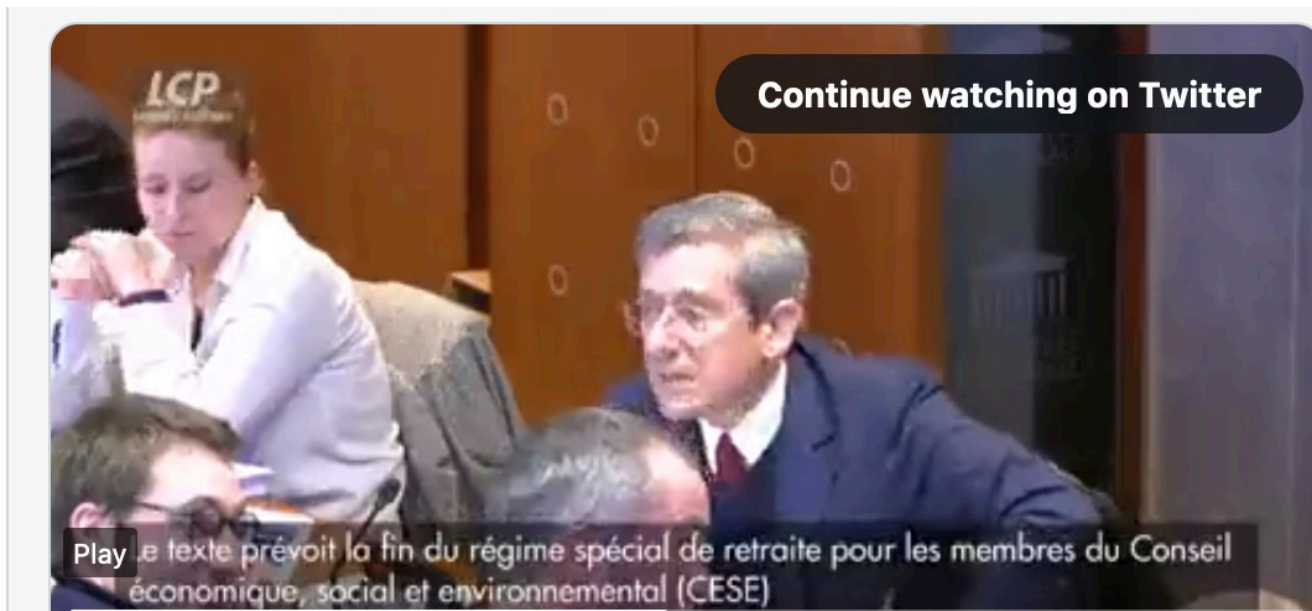 LCP
Continue watching on Twitter
Play
e texte prévoit la fin du régime spécial de retraite pour les membres du Conseil
économique, social et environnemental (CESE)